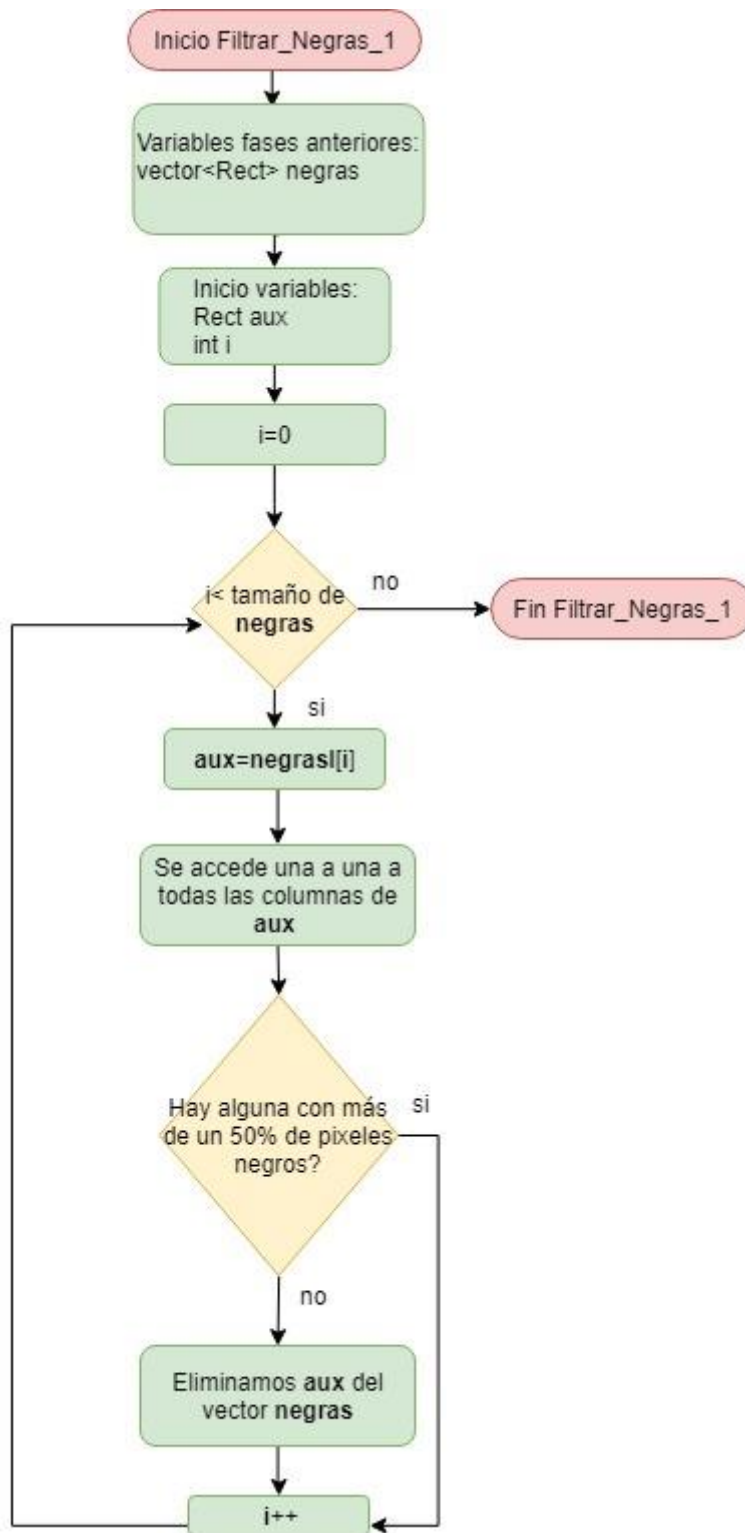 Inicio Filtrar_Negras_1
Variables fases anteriores:
vector<Rect> negras
Inicio variables:
Rect aux
int i
i=0
i< tamaño de
negras
no
Fin Filtrar_Negras_1
si
aux=negrasI[i]
Se accede una a una a
todas las columnas de
aux
Hay alguna con más
de un 50% de pixeles
negros?
si
no
Eliminamos aux del
vector negras
i++